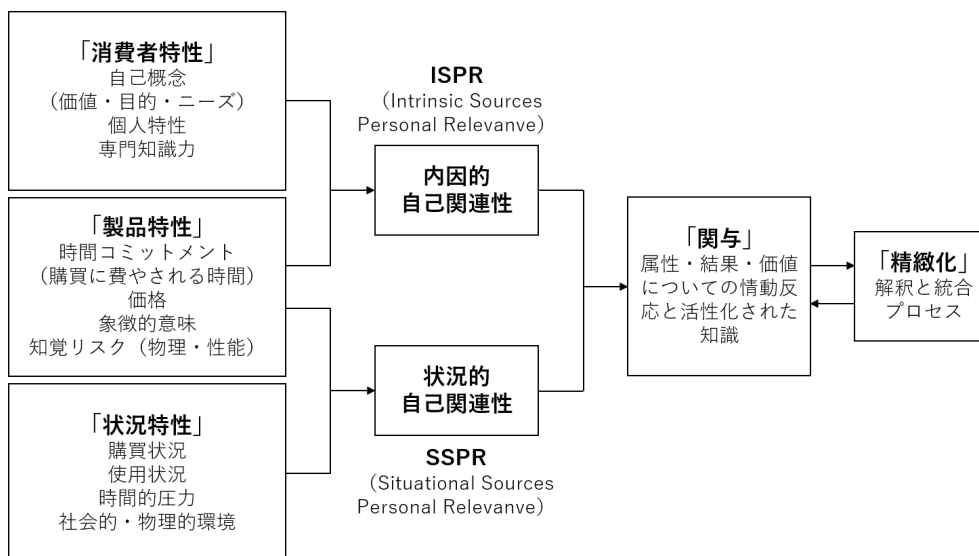 「消費者特性」
自己概念
（価値・目的・ニーズ）
個人特性
専門知識力
「製品特性」
時間コミットメント
（購買に費やされる時間）
価格
象徴的意味
知覚リスク（物理・性能）
「状況特性」
購買状況
使用状況
時間的圧力
社会的・物理的環境
ISPR
（Intrinsic Sources
Personal Relevanve）
内因的
自己関連性
状況的
自己関連性
SSPR
（Situational Sources
Personal Relevanve）
「関与」
属性・結果・価値
についての情動反
応と活性化された
知識
「精緻化」
解釈と統合
プロセス